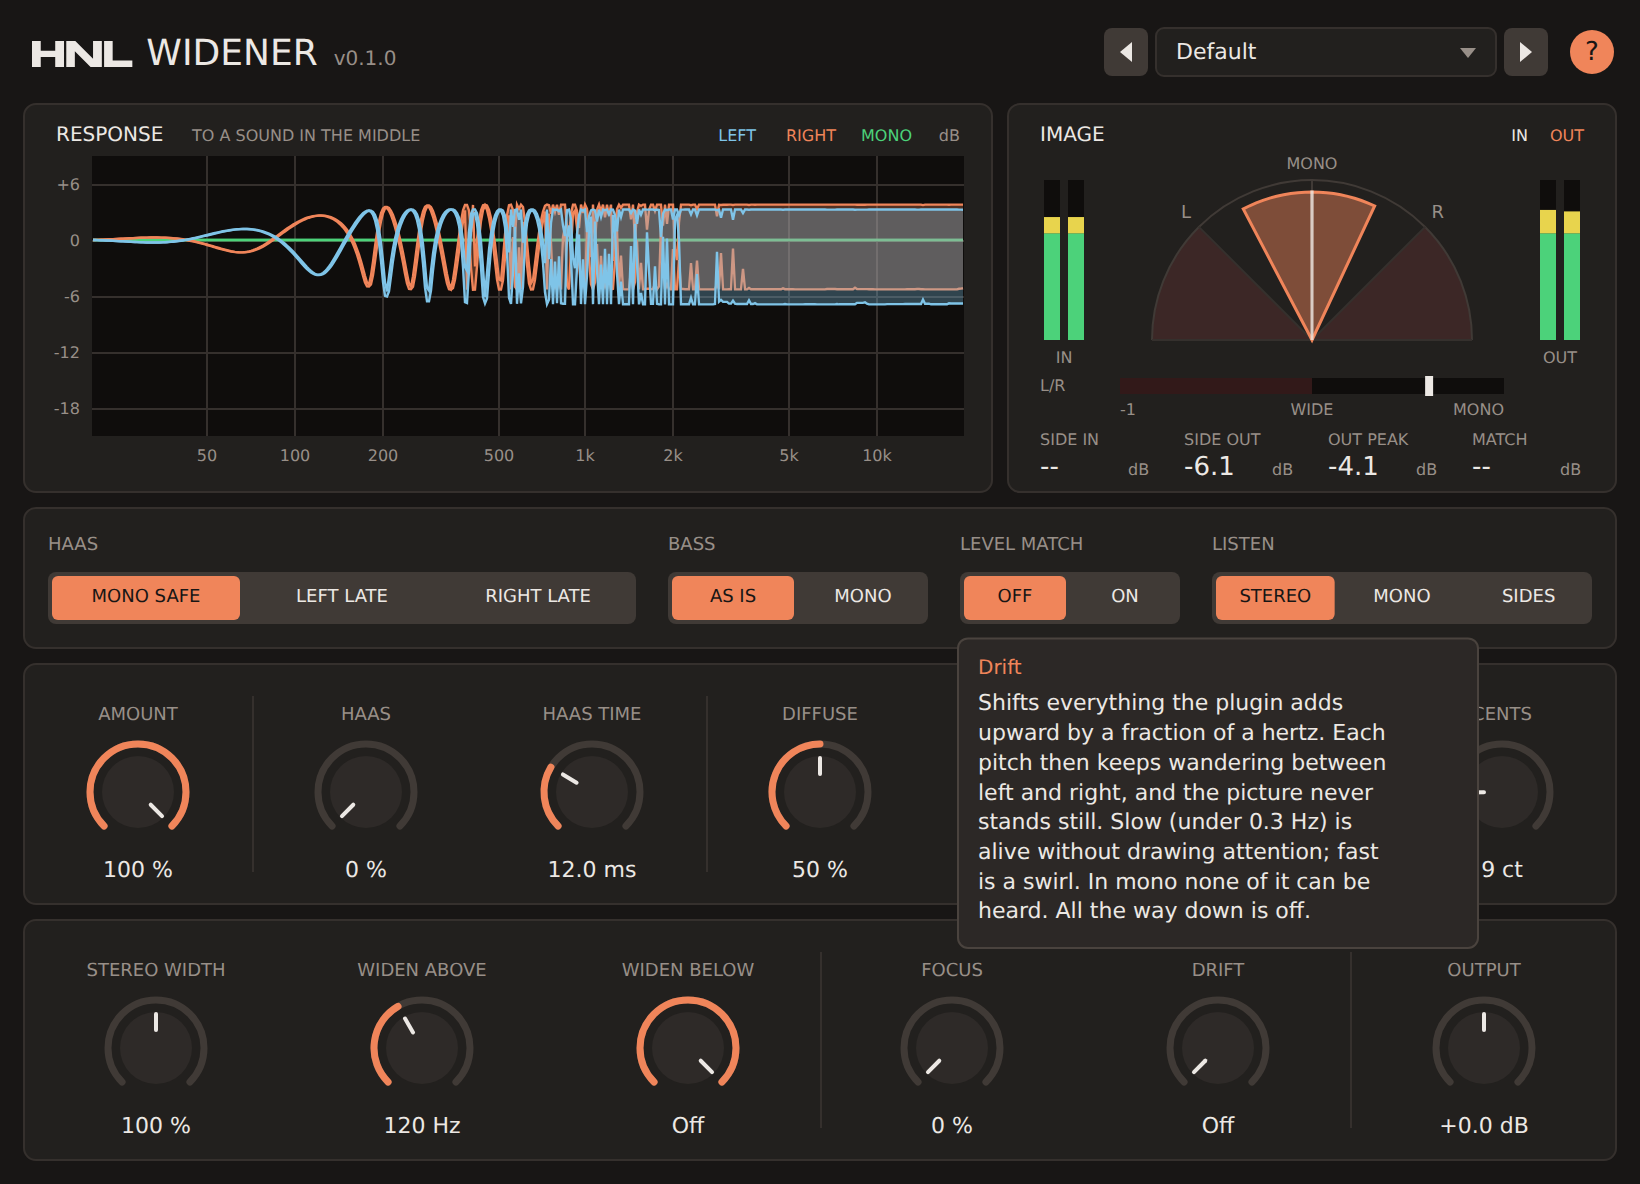 HNL WIDENER v0.1.0
Default
?
RESPONSE TO A SOUND IN THE MIDDLE LEFT RIGHT MONO dB
+6
0
-6
-12
-18
50 100 200 500 1k 2k 5k 10k
IMAGE IN OUT
MONO
L R
IN OUT
L/R
-1 WIDE MONO
SIDE IN SIDE OUT OUT PEAK MATCH
-- dB -6.1 dB -4.1 dB -- dB
HAAS BASS LEVEL MATCH LISTEN
MONO SAFE LEFT LATE RIGHT LATE AS IS MONO OFF ON STEREO MONO SIDES
AMOUNT HAAS HAAS TIME DIFFUSE CENTS
100 % 0 % 12.0 ms 50 % 9 ct
Drift
Shifts everything the plugin adds
upward by a fraction of a hertz. Each
pitch then keeps wandering between
left and right, and the picture never
stands still. Slow (under 0.3 Hz) is
alive without drawing attention; fast
is a swirl. In mono none of it can be
heard. All the way down is off.
STEREO WIDTH WIDEN ABOVE WIDEN BELOW FOCUS DRIFT OUTPUT
100 % 120 Hz Off 0 % Off +0.0 dB